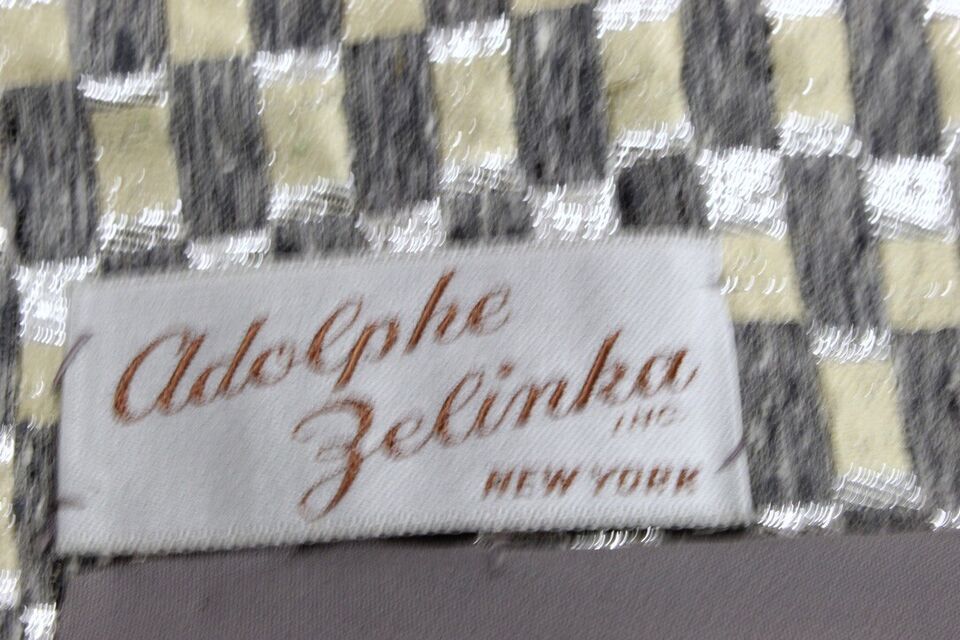 Adolphe
Zelinka
INC.
NEW YORK